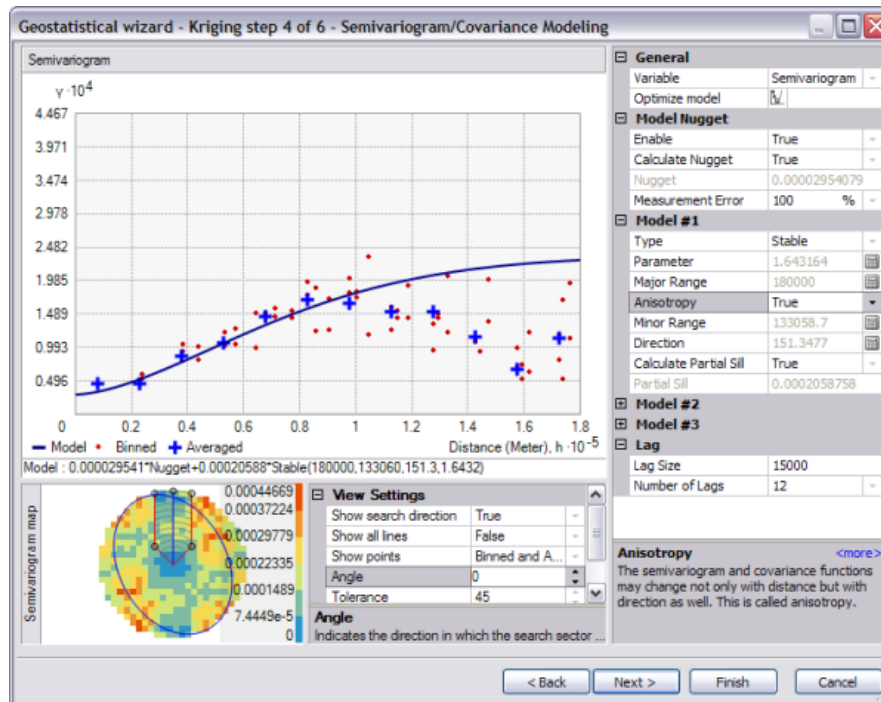 Geostatistical wizard - Kriging step 4 of 6 - Semivariogram/Covariance Modeling
Semivariogram
γ ·10⁴
4.467
3.971
3.474
2.978
2.482
1.985
1.489
0.993
0.496
0 0.2 0.4 0.6 0.8 1 1.2 1.4 1.6 1.8
Model Binned Averaged Distance (Meter), h ·10⁻⁵
Model : 0.000029541*Nugget+0.00020588*Stable(180000,133060,151.3,1.6432)
Semivariogram map
0.00044669
0.00037224
0.00029779
0.00022335
0.0001489
7.4449e-5
0
View Settings
Show search direction True
Show all lines False
Show points Binned and A...
Angle 0
Tolerance 45
Angle
Indicates the direction in which the search sector ...
General
Variable Semivariogram
Optimize model
Model Nugget
Enable True
Calculate Nugget True
Nugget 0.00002954079
Measurement Error 100 %
Model #1
Type Stable
Parameter 1.643164
Major Range 180000
Anisotropy True
Minor Range 133058.7
Direction 151.3477
Calculate Partial Sill True
Partial Sill 0.0002058758
Model #2
Model #3
Lag
Lag Size 15000
Number of Lags 12
Anisotropy <more>
The semivariogram and covariance functions
may change not only with distance but with
direction as well. This is called anisotropy.
< Back Next > Finish Cancel